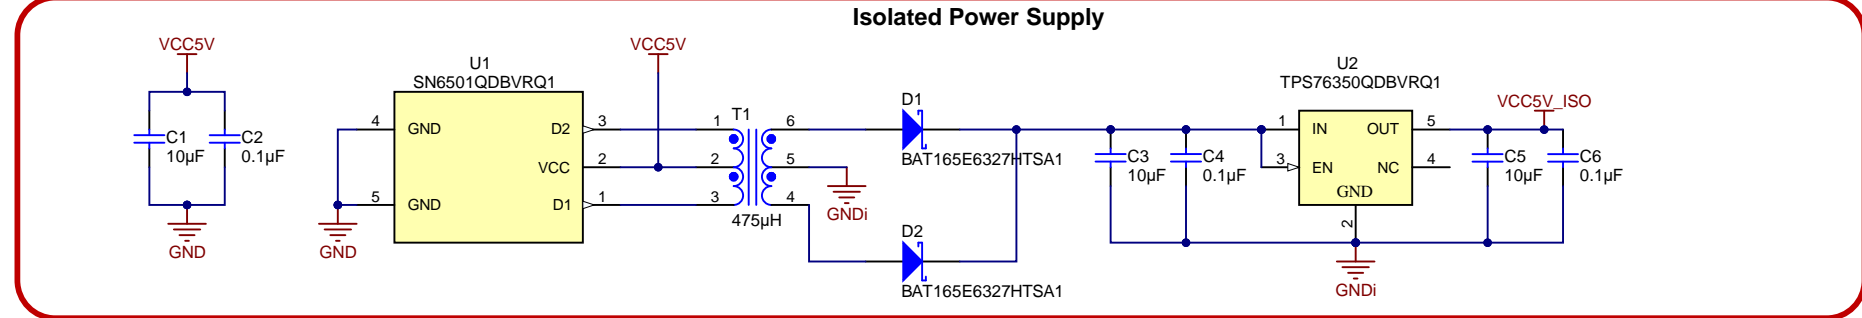 Isolated Power Supply
VCC5V
C1
10µF
C2
0.1µF
GND
U1
SN6501QDBVRQ1
4
GND
5
GND
D2
3
VCC
2
D1
1
GND
VCC5V
T1
1
2
3
6
5
4
475µH
GNDi
D1
BAT165E6327HTSA1
D2
BAT165E6327HTSA1
C3
10µF
C4
0.1µF
U2
TPS76350QDBVRQ1
1
IN
3
EN
OUT
5
NC
4
GND
2
GNDi
VCC5V_ISO
C5
10µF
C6
0.1µF